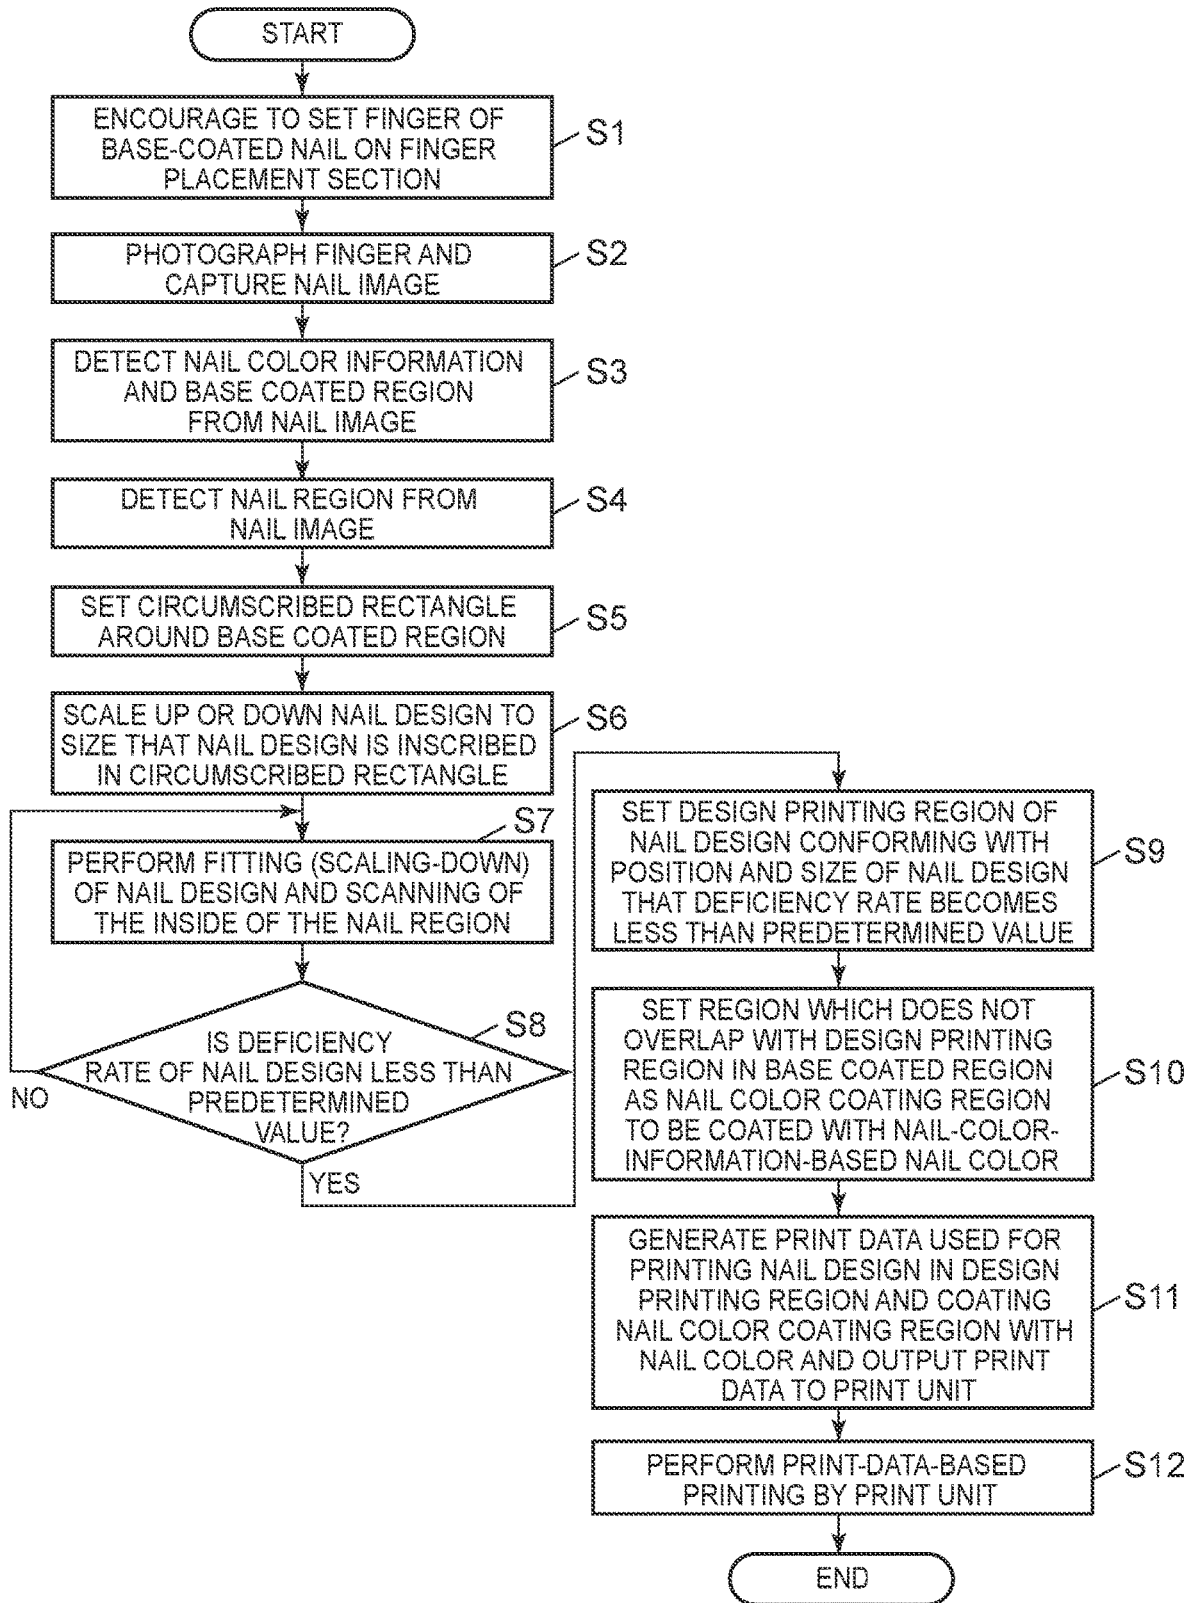 START
ENCOURAGE TO SET FINGER OF
BASE-COATED NAIL ON FINGER
PLACEMENT SECTION
S1
PHOTOGRAPH FINGER AND
CAPTURE NAIL IMAGE
S2
DETECT NAIL COLOR INFORMATION
AND BASE COATED REGION
FROM NAIL IMAGE
S3
DETECT NAIL REGION FROM
NAIL IMAGE
S4
SET CIRCUMSCRIBED RECTANGLE
AROUND BASE COATED REGION
S5
SCALE UP OR DOWN NAIL DESIGN TO
SIZE THAT NAIL DESIGN IS INSCRIBED
IN CIRCUMSCRIBED RECTANGLE
S6
S7
PERFORM FITTING (SCALING-DOWN)
OF NAIL DESIGN AND SCANNING OF
THE INSIDE OF THE NAIL REGION
S8
IS DEFICIENCY
RATE OF NAIL DESIGN LESS THAN
PREDETERMINED
VALUE?
NO
YES
SET DESIGN PRINTING REGION OF
NAIL DESIGN CONFORMING WITH
POSITION AND SIZE OF NAIL DESIGN
THAT DEFICIENCY RATE BECOMES
LESS THAN PREDETERMINED VALUE
S9
SET REGION WHICH DOES NOT
OVERLAP WITH DESIGN PRINTING
REGION IN BASE COATED REGION
AS NAIL COLOR COATING REGION
TO BE COATED WITH NAIL-COLOR-
INFORMATION-BASED NAIL COLOR
S10
GENERATE PRINT DATA USED FOR
PRINTING NAIL DESIGN IN DESIGN
PRINTING REGION AND COATING
NAIL COLOR COATING REGION WITH
NAIL COLOR AND OUTPUT PRINT
DATA TO PRINT UNIT
S11
PERFORM PRINT-DATA-BASED
PRINTING BY PRINT UNIT
S12
END